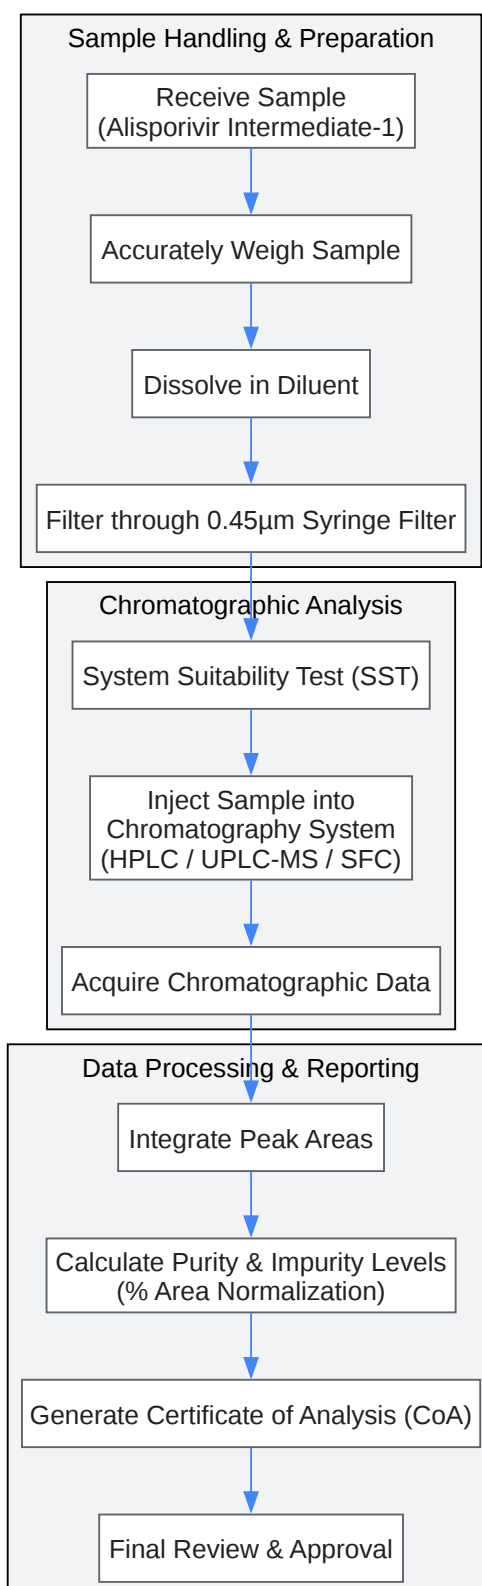 Sample Handling & Preparation
Receive Sample
(Alisporivir Intermediate-1)
Accurately Weigh Sample
Dissolve in Diluent
Filter through 0.45µm Syringe Filter
Chromatographic Analysis
System Suitability Test (SST)
Inject Sample into
Chromatography System
(HPLC / UPLC-MS / SFC)
Acquire Chromatographic Data
Data Processing & Reporting
Integrate Peak Areas
Calculate Purity & Impurity Levels
(% Area Normalization)
Generate Certificate of Analysis (CoA)
Final Review & Approval